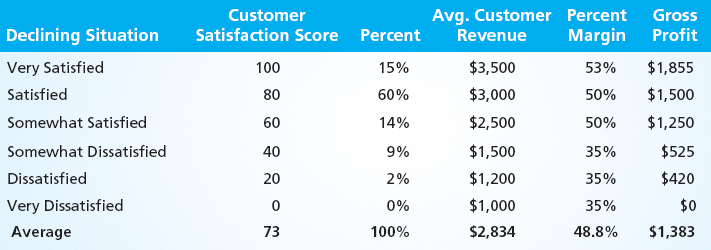 Declining Situation Customer Satisfaction Score Percent Avg. Customer Revenue Percent Margin Gross Profit
Very Satisfied 100 15% $3,500 53% $1,855
Satisfied 80 60% $3,000 50% $1,500
Somewhat Satisfied 60 14% $2,500 50% $1,250
Somewhat Dissatisfied 40 9% $1,500 35% $525
Dissatisfied 20 2% $1,200 35% $420
Very Dissatisfied 0 0% $1,000 35% $0
Average 73 100% $2,834 48.8% $1,383